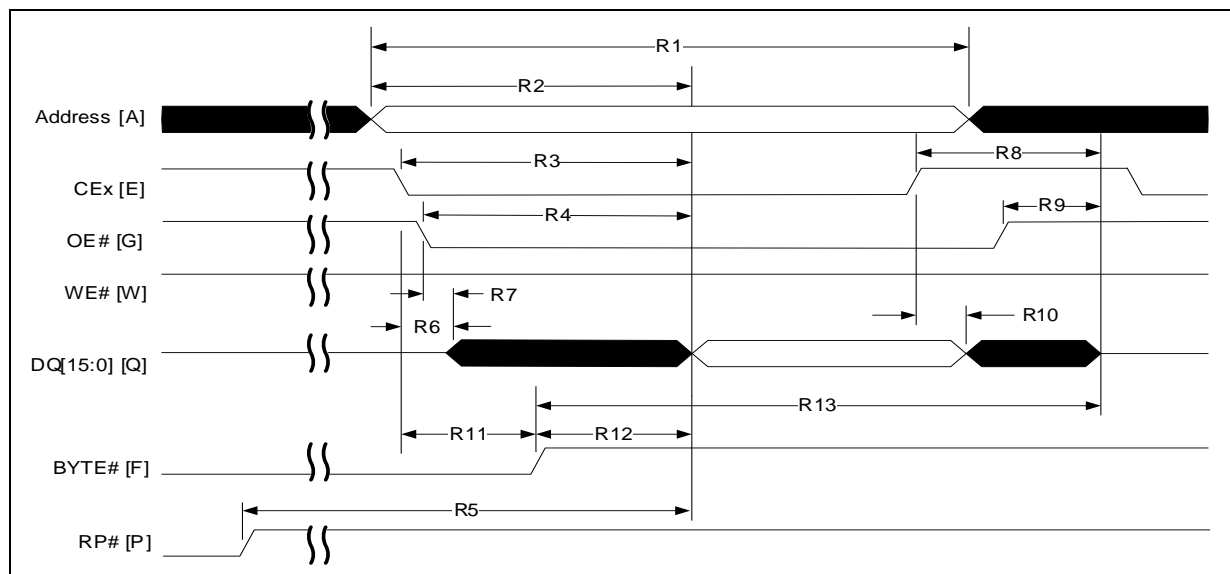 R1
R2
Address [A]
R3
R8
CEx [E]
R4
R9
OE# [G]
WE# [W]
R7
R6
R10
DQ[15:0] [Q]
R13
R11
R12
BYTE# [F]
R5
RP# [P]